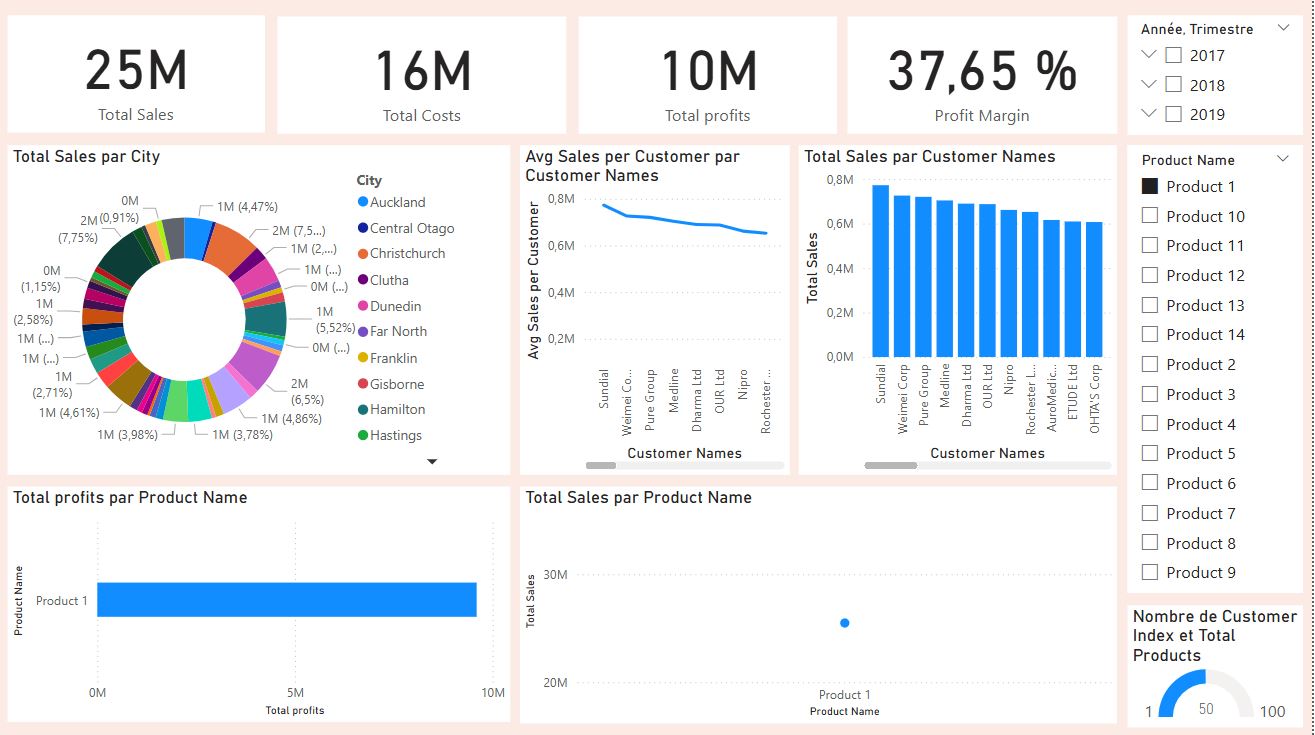 25M
Total Sales
16M
Total Costs
10M
Total profits
37,65 %
Profit Margin
Année, Trimestre
2017
2018
2019
Total Sales par City
0M
(0,91%)
2M
(7,75%)
0M
(1,15%)
1M
(2,58%)
1M (...)
1M (...)
1M
(2,71%)
1M (4,61%)
1M (3,98%)
1M (3,78%)
1M (4,86%)
2M
(6,5%)
0M (...)
1M
(5,52%)
0M (...)
1M (...)
1M (2,...)
2M (7,5...)
1M (4,47%)
City
Auckland
Central Otago
Christchurch
Clutha
Dunedin
Far North
Franklin
Gisborne
Hamilton
Hastings
Avg Sales per Customer par
Customer Names
Avg Sales per Customer
0,8M
0,6M
0,4M
0,2M
Sundial
Weimei Co...
Pure Group
Medline
Dharma Ltd
OUR Ltd
Nipro
Rochester...
Customer Names
Total Sales par Customer Names
Total Sales
0,8M
0,6M
0,4M
0,2M
0,0M
Sundial
Weimei Corp
Pure Group
Medline
Dharma Ltd
OUR Ltd
Nipro
Rochester L...
AuroMedic...
ETUDE Ltd
OHTA'S Corp
Customer Names
Product Name
Product 1
Product 10
Product 11
Product 12
Product 13
Product 14
Product 2
Product 3
Product 4
Product 5
Product 6
Product 7
Product 8
Product 9
Total profits par Product Name
Product Name
Product 1
0M
5M
10M
Total profits
Total Sales par Product Name
Total Sales
30M
20M
Product 1
Product Name
Nombre de Customer
Index et Total
Products
1
50
100